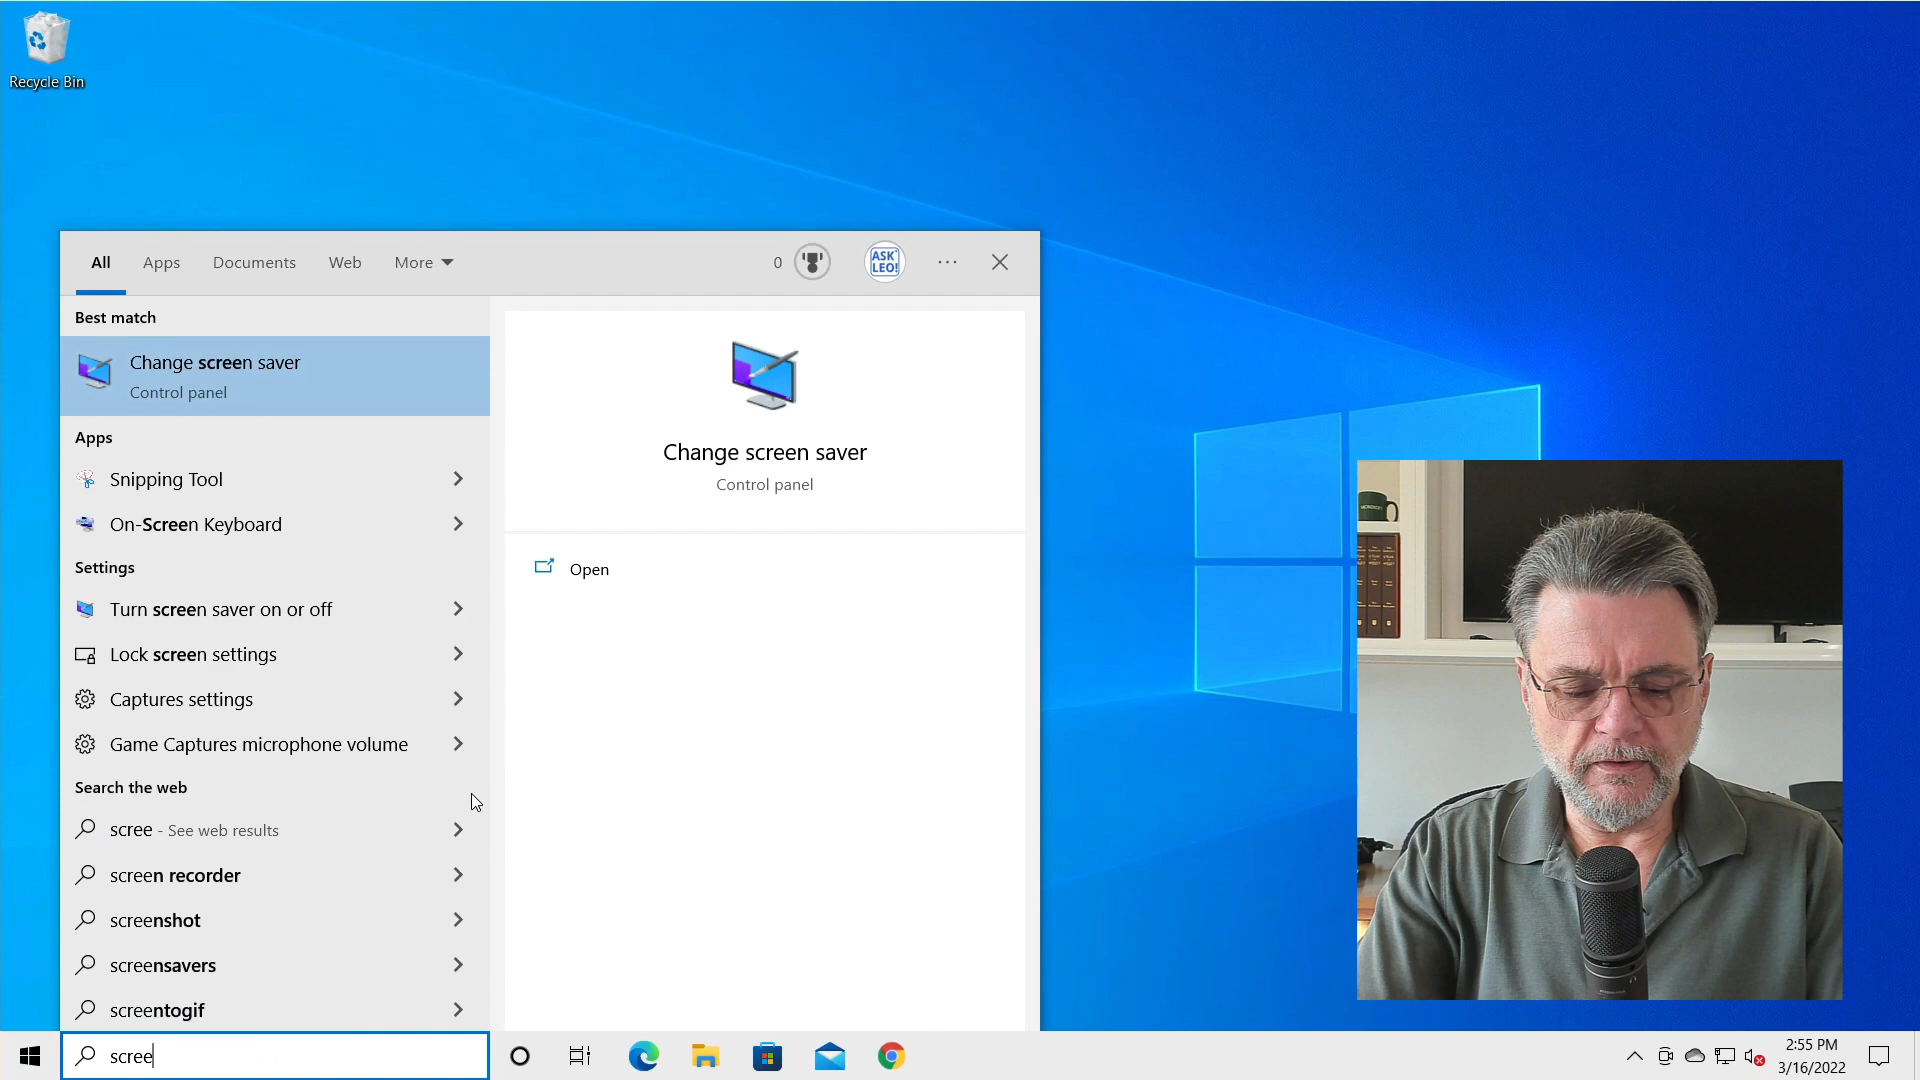 Recycle Bin
All Apps Documents Web More 0 ASK LEO!
Best match
Change screen saver
Control panel
Apps
Snipping Tool
On-Screen Keyboard
Settings
Turn screen saver on or off
Lock screen settings
Captures settings
Game Captures microphone volume
Search the web
scree - See web results
screen recorder
screenshot
screensavers
screentogif
Change screen saver
Control panel
Open
scree
2:55 PM
3/16/2022